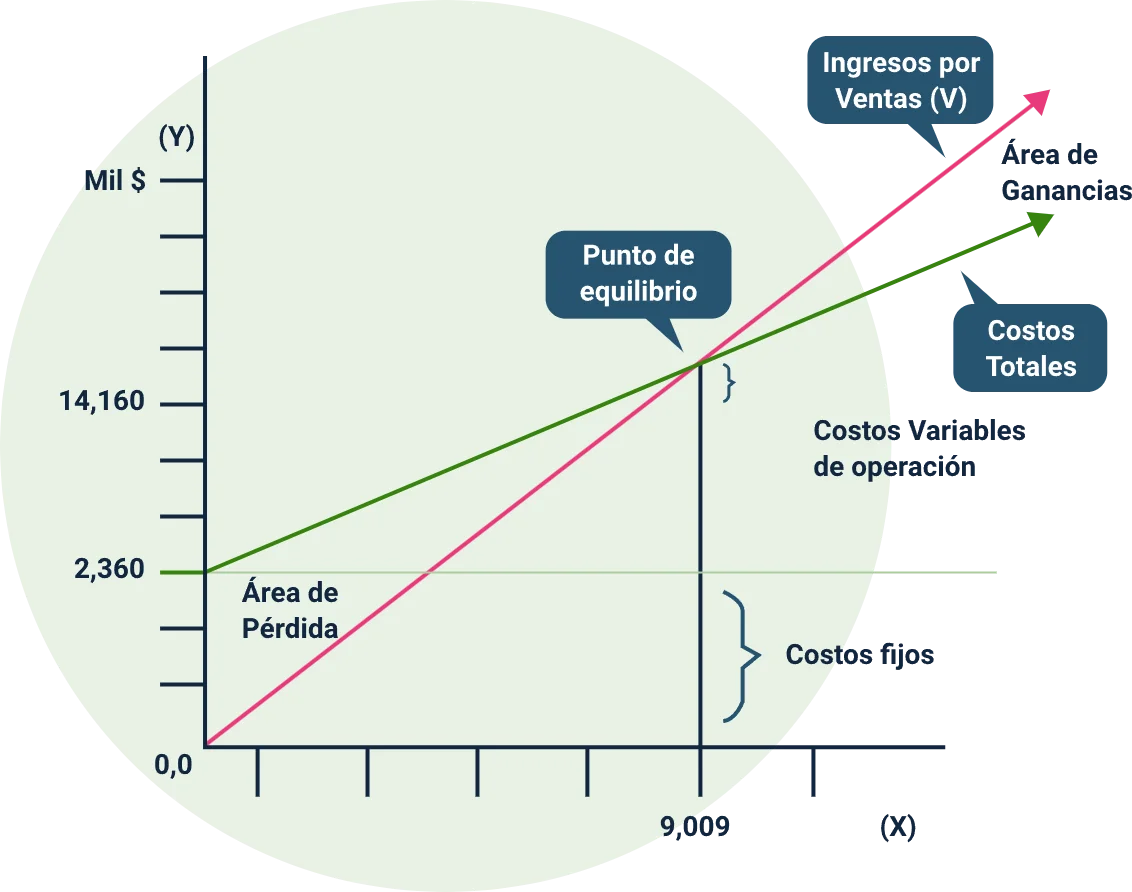 Ingresos por
Ventas (V)
(Y)
Mil $
Área de
Ganancias
Punto de
equilibrio
Costos
Totales
14,160
Costos Variables
de operación
2,360
Área de
Pérdida
Costos fijos
0,0
9,009
(X)